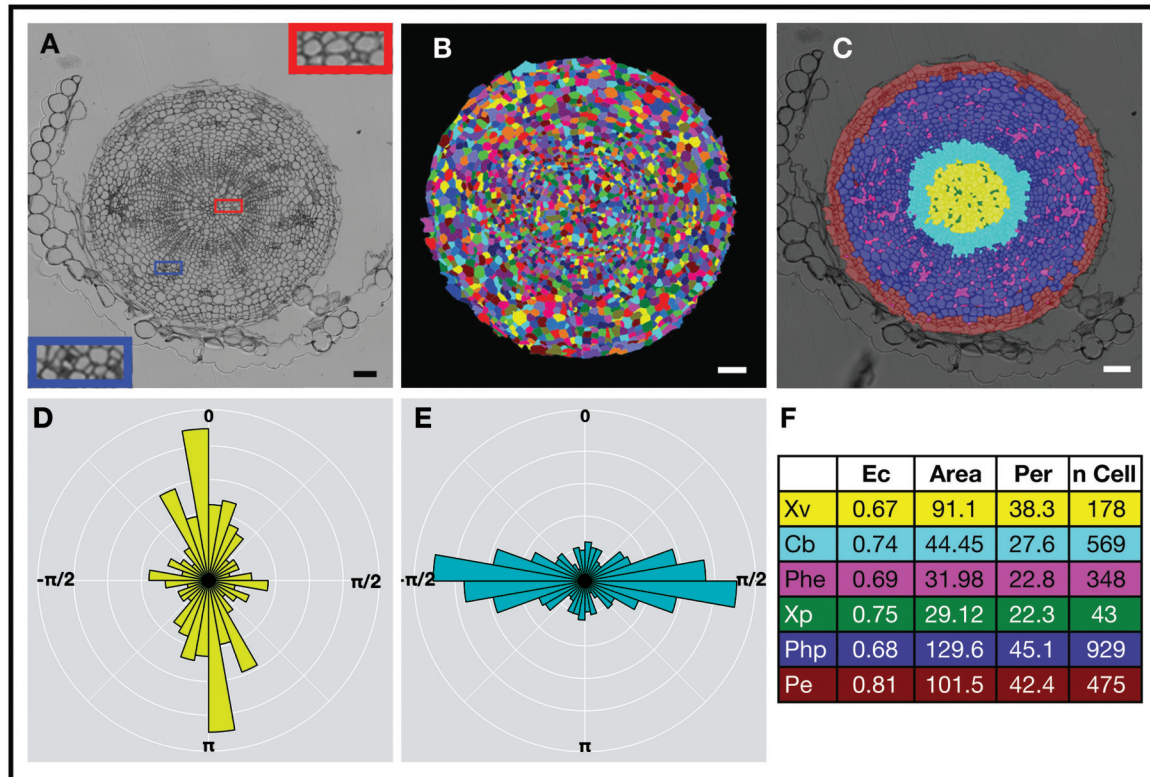 A
B
C
D
0
-π/2
π/2
π
E
0
-π/2
π/2
π
F
Ec Area Per n Cell
Xv 0.67 91.1 38.3 178
Cb 0.74 44.45 27.6 569
Phe 0.69 31.98 22.8 348
Xp 0.75 29.12 22.3 43
Php 0.68 129.6 45.1 929
Pe 0.81 101.5 42.4 475